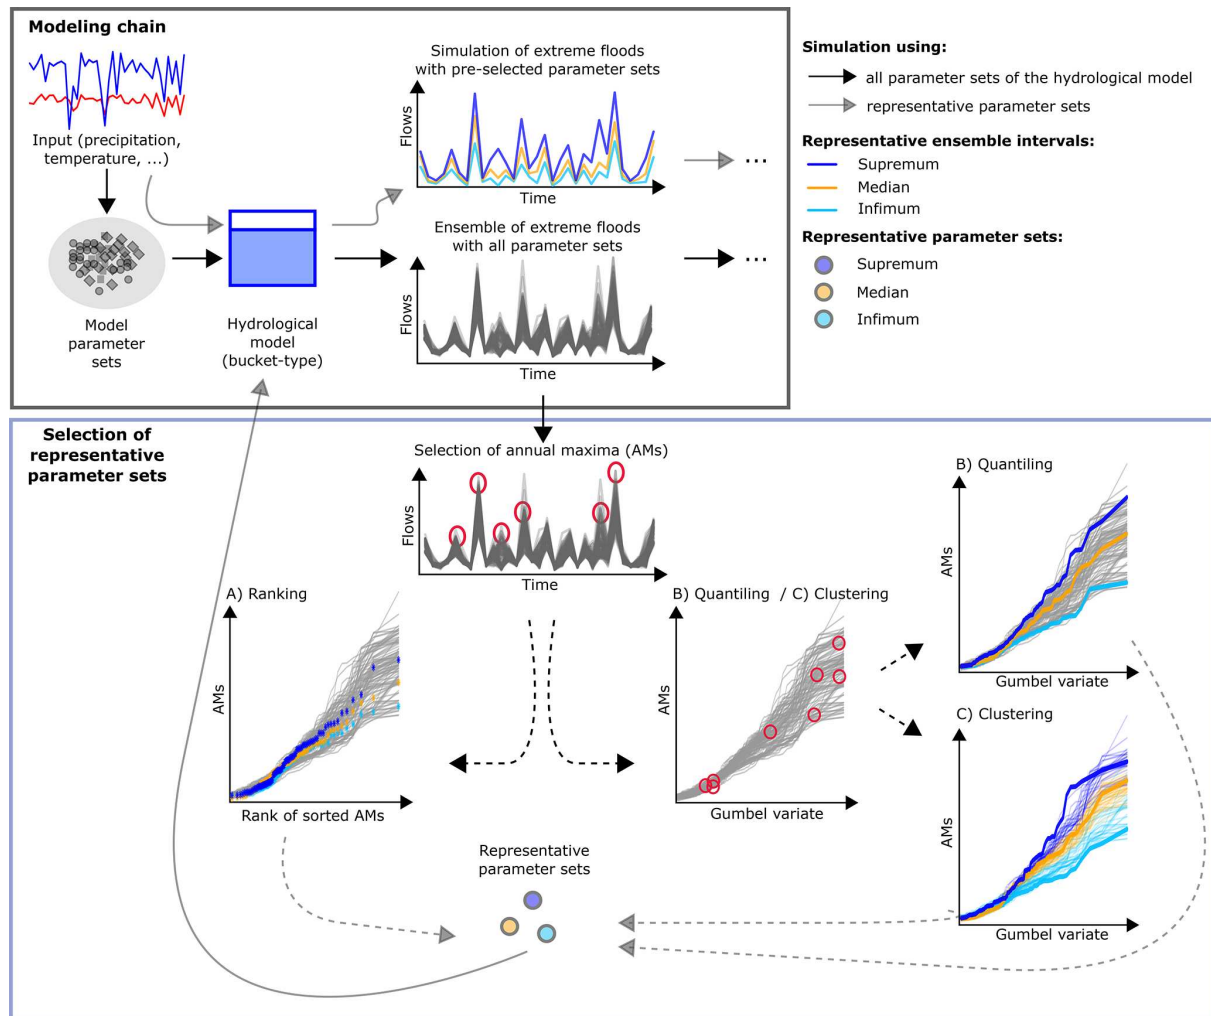 Modeling chain
Input (precipitation,
temperature, ...)
Model
parameter
sets
Hydrological
model
(bucket-type)
Simulation of extreme floods
with pre-selected parameter sets
Flows
Time
...
Ensemble of extreme floods
with all parameter sets
Flows
Time
...
Simulation using:
all parameter sets of the hydrological model
representative parameter sets
Representative ensemble intervals:
Supremum
Median
Infimum
Representative parameter sets:
Supremum
Median
Infimum
Selection of
representative
parameter sets
Selection of annual maxima (AMs)
Flows
Time
A) Ranking
AMs
Rank of sorted AMs
B) Quantiling / C) Clustering
AMs
Gumbel variate
B) Quantiling
AMs
Gumbel variate
C) Clustering
AMs
Gumbel variate
Representative
parameter sets